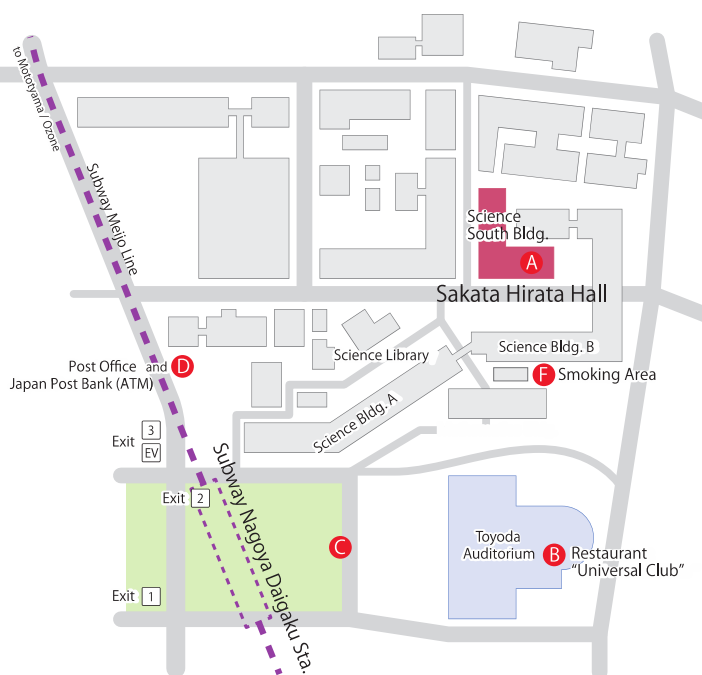 to Mototyama / Ozone
Subway Meijo Line
Science
South Bldg.
A
Sakata Hirata Hall
Science Library
Science Bldg. B
Post Office and
Japan Post Bank (ATM)
D
F Smoking Area
Science Bldg. A
Exit 3
EV
Subway Nagoya Daigaku Sta.
Exit 2
C
Toyoda
Auditorium
B
Restaurant
"Universal Club"
Exit 1